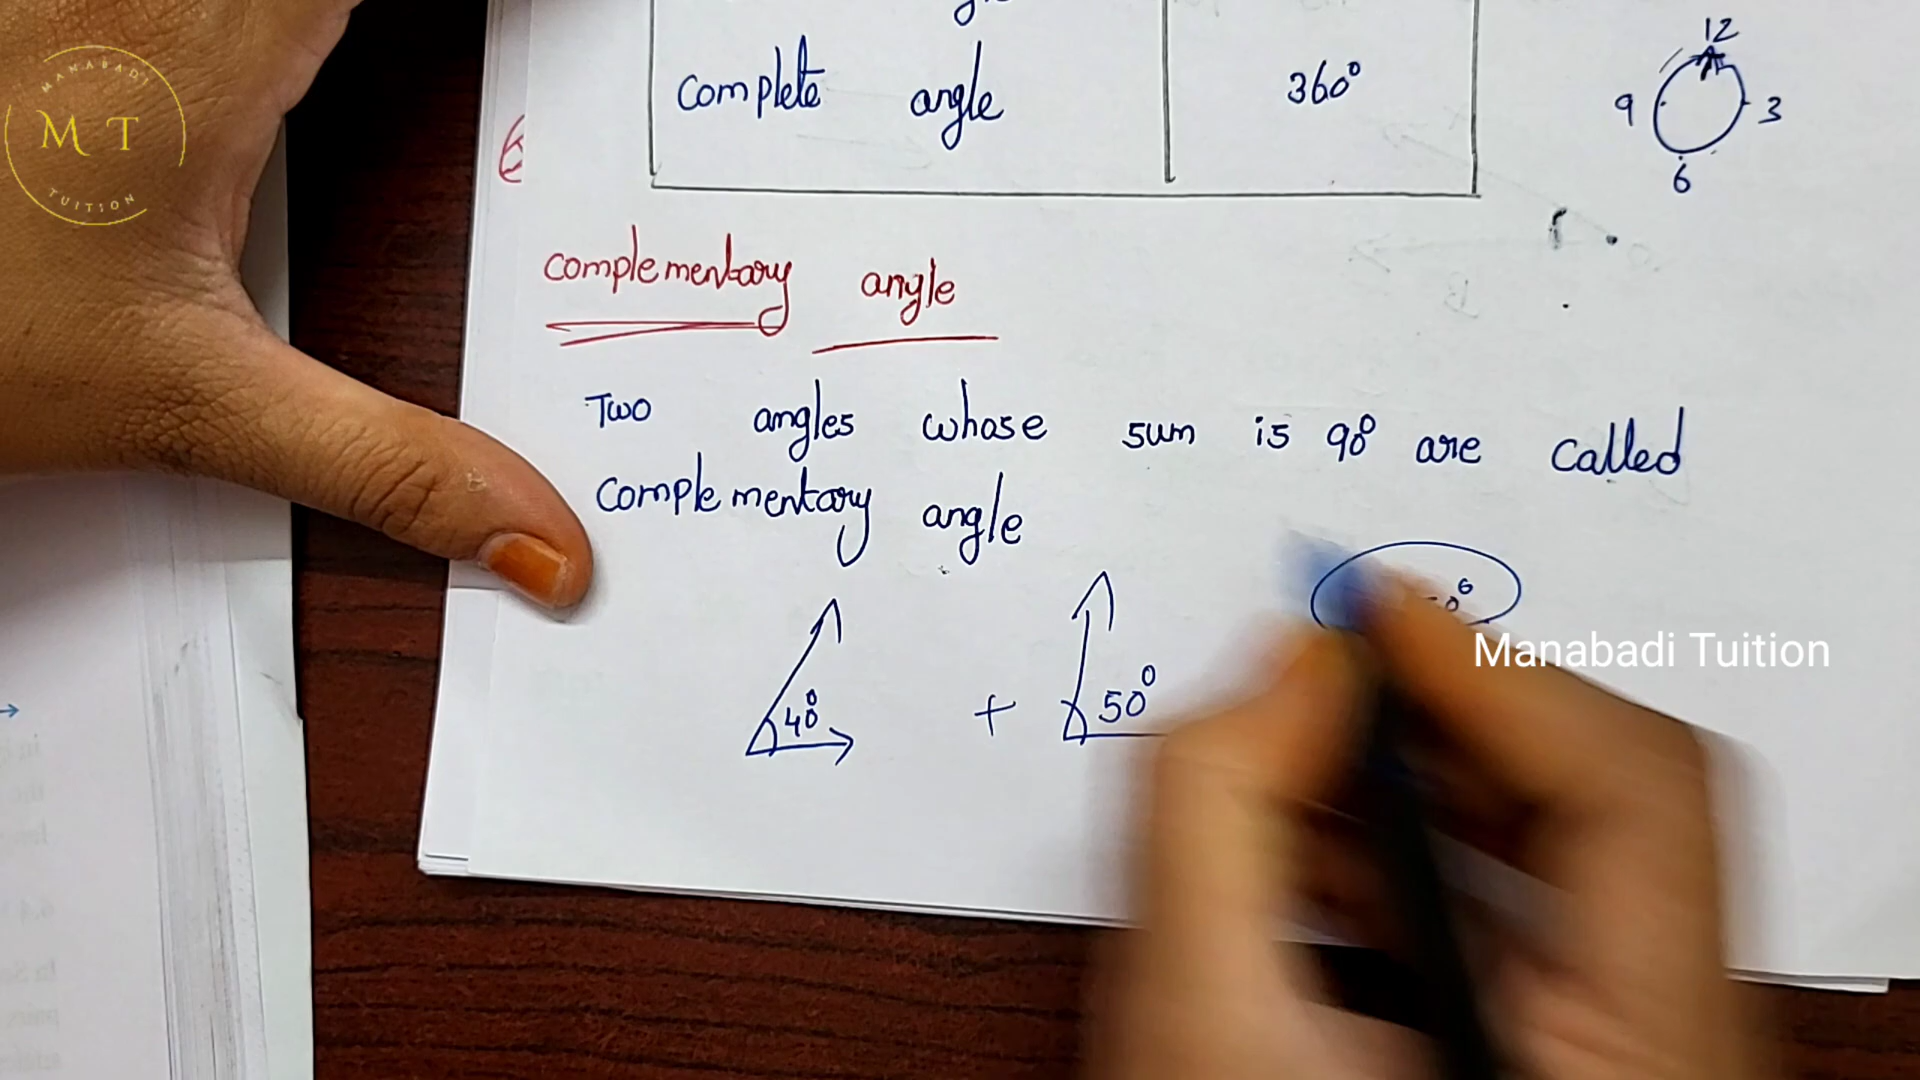 MANABADI
M T
TUITION
complete angle 360°
12
9 3
6
complementary angle
Two angles whose sum is 90° are called
complementary angle
40° + 50°
Manabadi Tuition